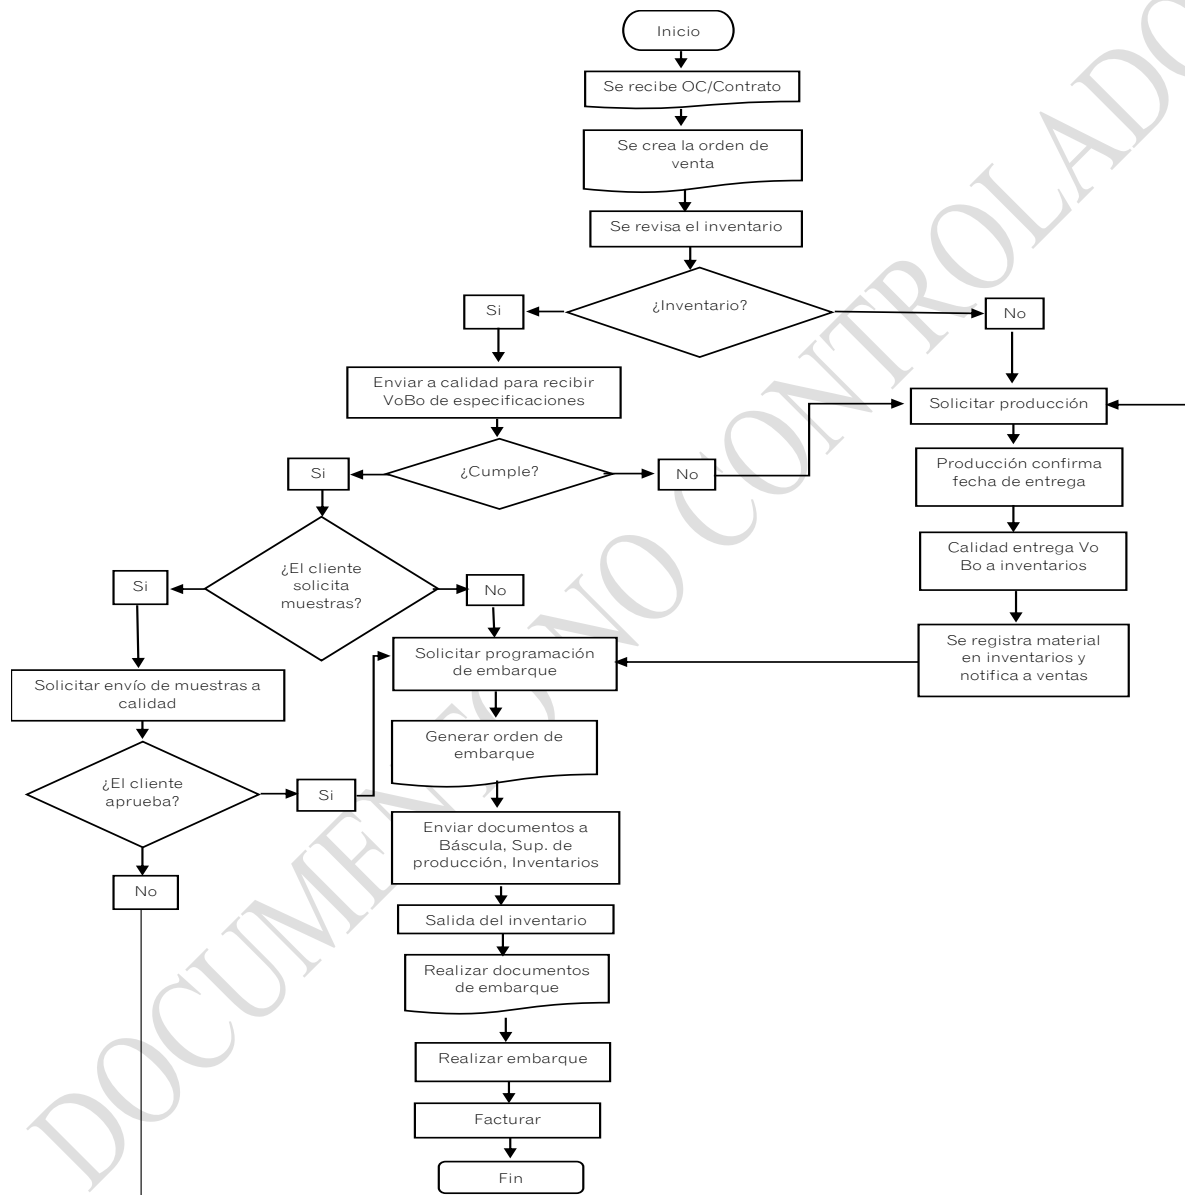 Inicio
Se recibe OC/Contrato
Se crea la orden de
venta
Se revisa el inventario
¿Inventario?
Si
No
Enviar a calidad para recibir
VoBo de especificaciones
Solicitar producción
¿Cumple?
Si
No
Producción confirma
fecha de entrega
Calidad entrega Vo
Bo a inventarios
¿El cliente
solicita
muestras?
Si
No
Solicitar programación
de embarque
Se registra material
en inventarios y
notifica a ventas
Solicitar envío de muestras a
calidad
Generar orden de
embarque
¿El cliente
aprueba?
Si
Enviar documentos a
Báscula, Sup. de
producción, Inventarios
No
Salida del inventario
Realizar documentos
de embarque
Realizar embarque
Facturar
Fin
DOCUMENTO NO CONTROLADO